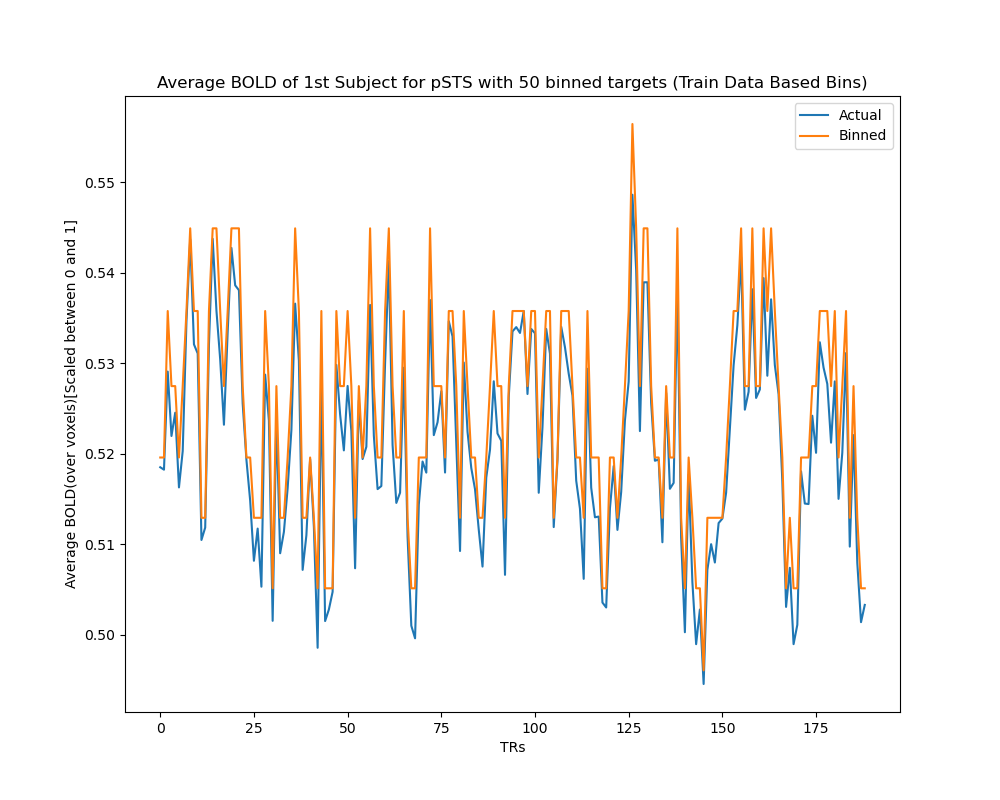 Average BOLD of 1st Subject for pSTS with 50 binned targets (Train Data Based Bins)
Actual
Binned
Average BOLD(over voxels)[Scaled between 0 and 1]
0.55
0.54
0.53
0.52
0.51
0.50
0 25 50 75 100 125 150 175
TRs